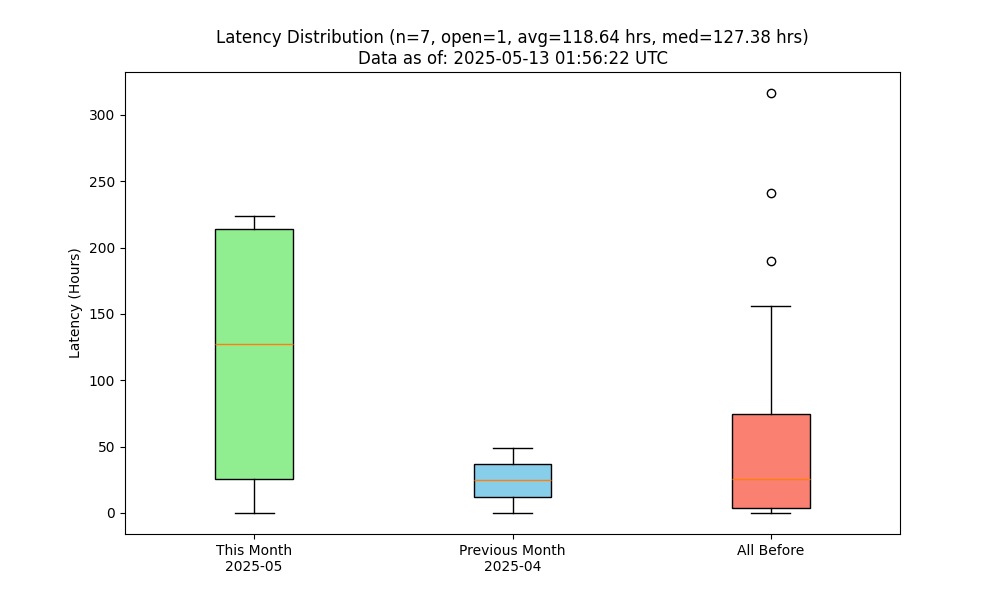 Latency Distribution (n=7, open=1, avg=118.64 hrs, med=127.38 hrs)
Data as of: 2025-05-13 01:56:22 UTC
Latency (Hours)
300
250
200
150
100
50
0
This Month
2025-05
Previous Month
2025-04
All Before